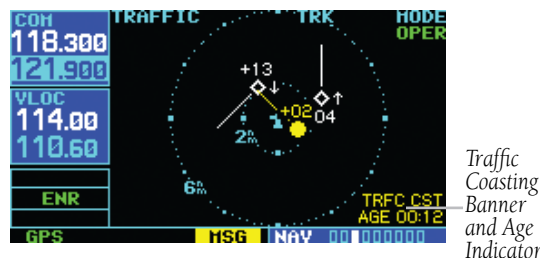 COM
118.300
121.900
VLOC
114.00
110.60
ENR
GPS
TRAFFIC
TRK
MODE
OPER
+13
↓
+02
↑
04
2nm
6nm
TRFC CST
AGE 00:12
MSG
NAV
Traffic
Coasting
Banner
and Age
Indicator